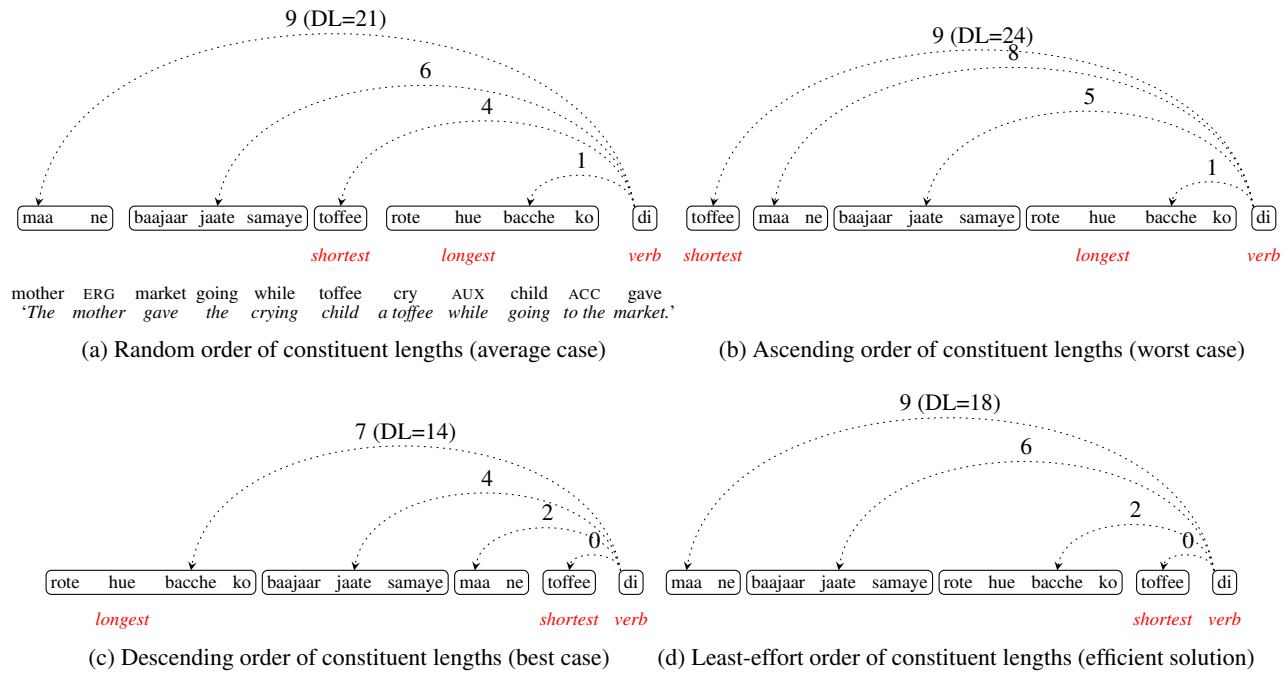 9 (DL=21)
6
4
1
maa ne baajaar jaate samaye toffee rote hue bacche ko di
shortest longest verb
mother ERG market going while toffee cry AUX child ACC gave
‘The mother gave the crying child a toffee while going to the market.’
(a) Random order of constituent lengths (average case)
9 (DL=24)
8
5
1
toffee maa ne baajaar jaate samaye rote hue bacche ko di
shortest longest verb
(b) Ascending order of constituent lengths (worst case)
7 (DL=14)
4
2
0
rote hue bacche ko baajaar jaate samaye maa ne toffee di
longest shortest verb
(c) Descending order of constituent lengths (best case)
9 (DL=18)
6
2
0
maa ne baajaar jaate samaye rote hue bacche ko toffee di
shortest verb
(d) Least-effort order of constituent lengths (efficient solution)